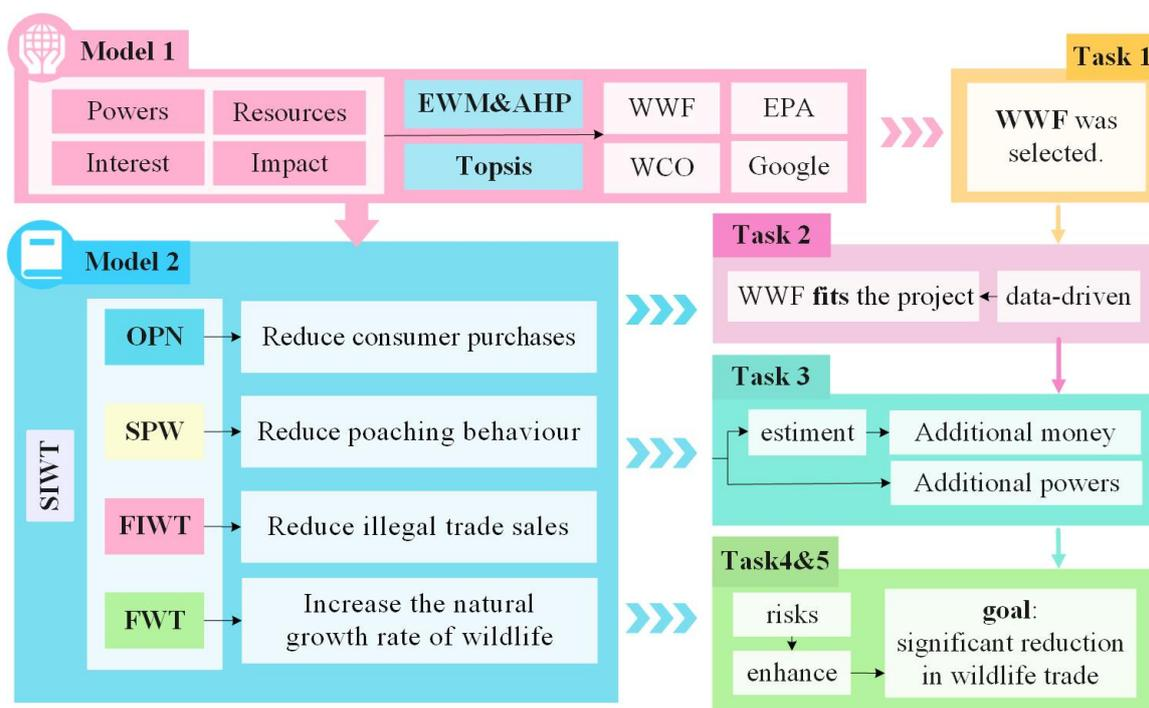 Model 1
Powers
Resources
Interest
Impact
EWM&AHP
Topsis
WWF
EPA
WCO
Google
Task 1
WWF was
selected.
Model 2
SIWT
OPN
Reduce consumer purchases
SPW
Reduce poaching behaviour
FIWT
Reduce illegal trade sales
FWT
Increase the natural
growth rate of wildlife
Task 2
WWF fits the project
data-driven
Task 3
estiment
Additional money
Additional powers
Task4&5
risks
enhance
goal:
significant reduction
in wildlife trade